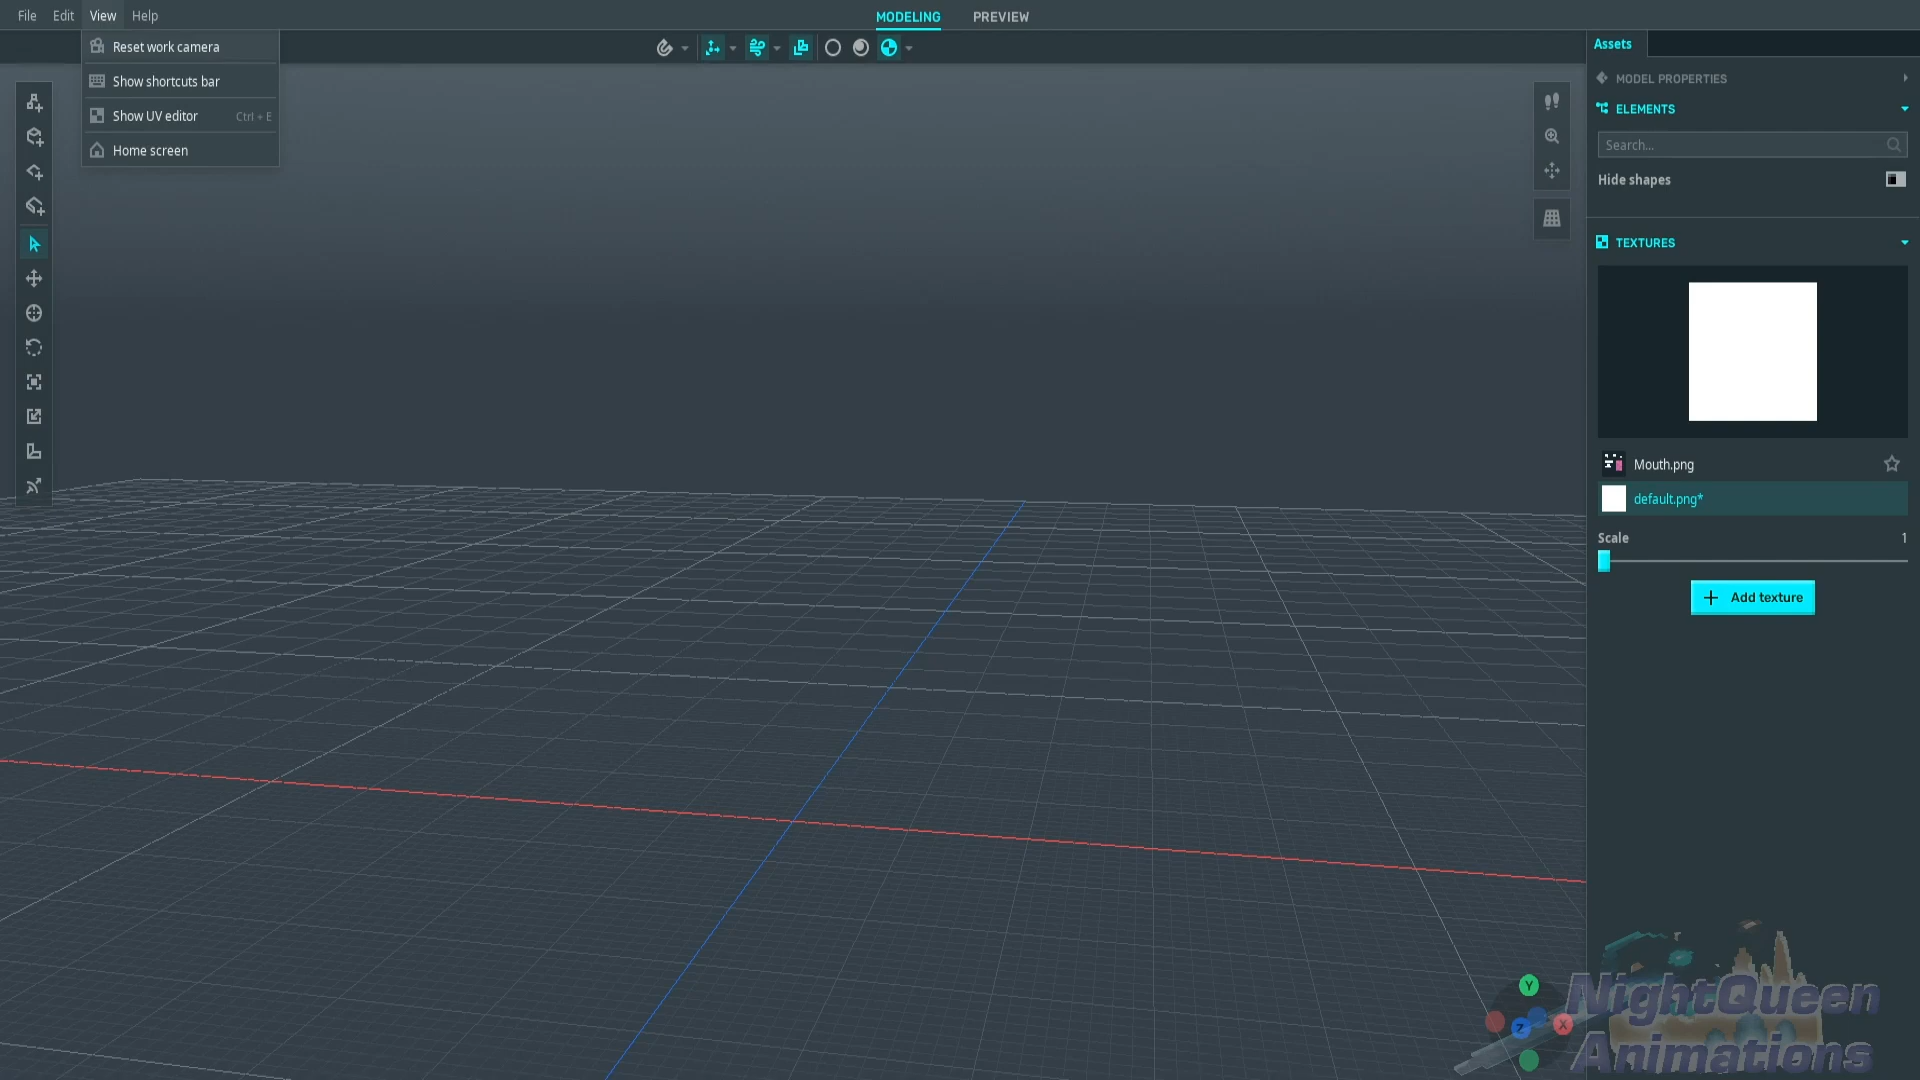 File Edit View Help
MODELING PREVIEW
Reset work camera
Show shortcuts bar
Show UV editor Ctrl + E
Home screen
Assets
MODEL PROPERTIES
ELEMENTS
Search...
Hide shapes
TEXTURES
Mouth.png
default.png*
Scale 1
Add texture
Y
Z X
NightQueen
Animations